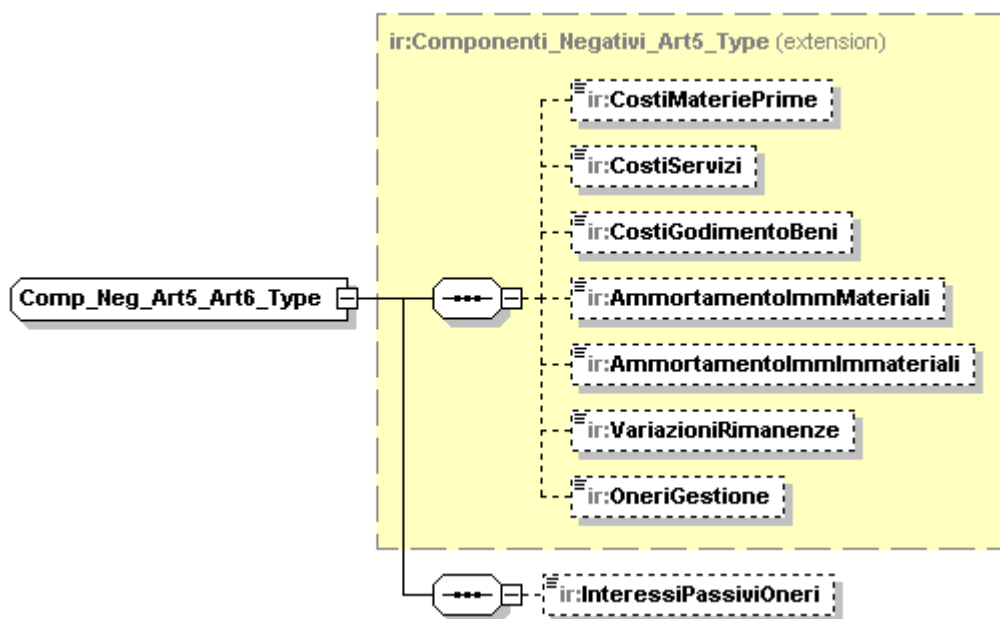 ir:Componenti_Negativi_Art5_Type (extension)
ir:CostiMateriePrime
ir:CostiServizi
ir:CostiGodimentoBeni
Comp_Neg_Art5_Art6_Type
ir:AmmortamentoImmMateriali
ir:AmmortamentoImmImmateriali
ir:VariazioniRimanenze
ir:OneriGestione
ir:InteressiPassiviOneri